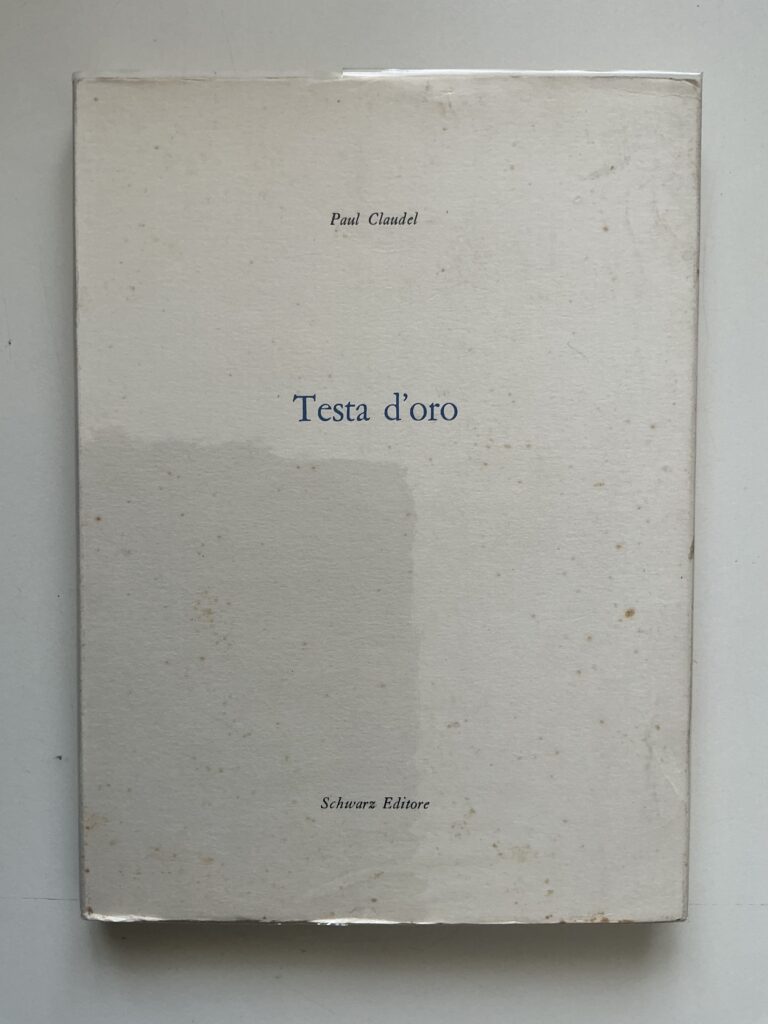 Paul Claudel
Testa d'oro
Schwarz Editore